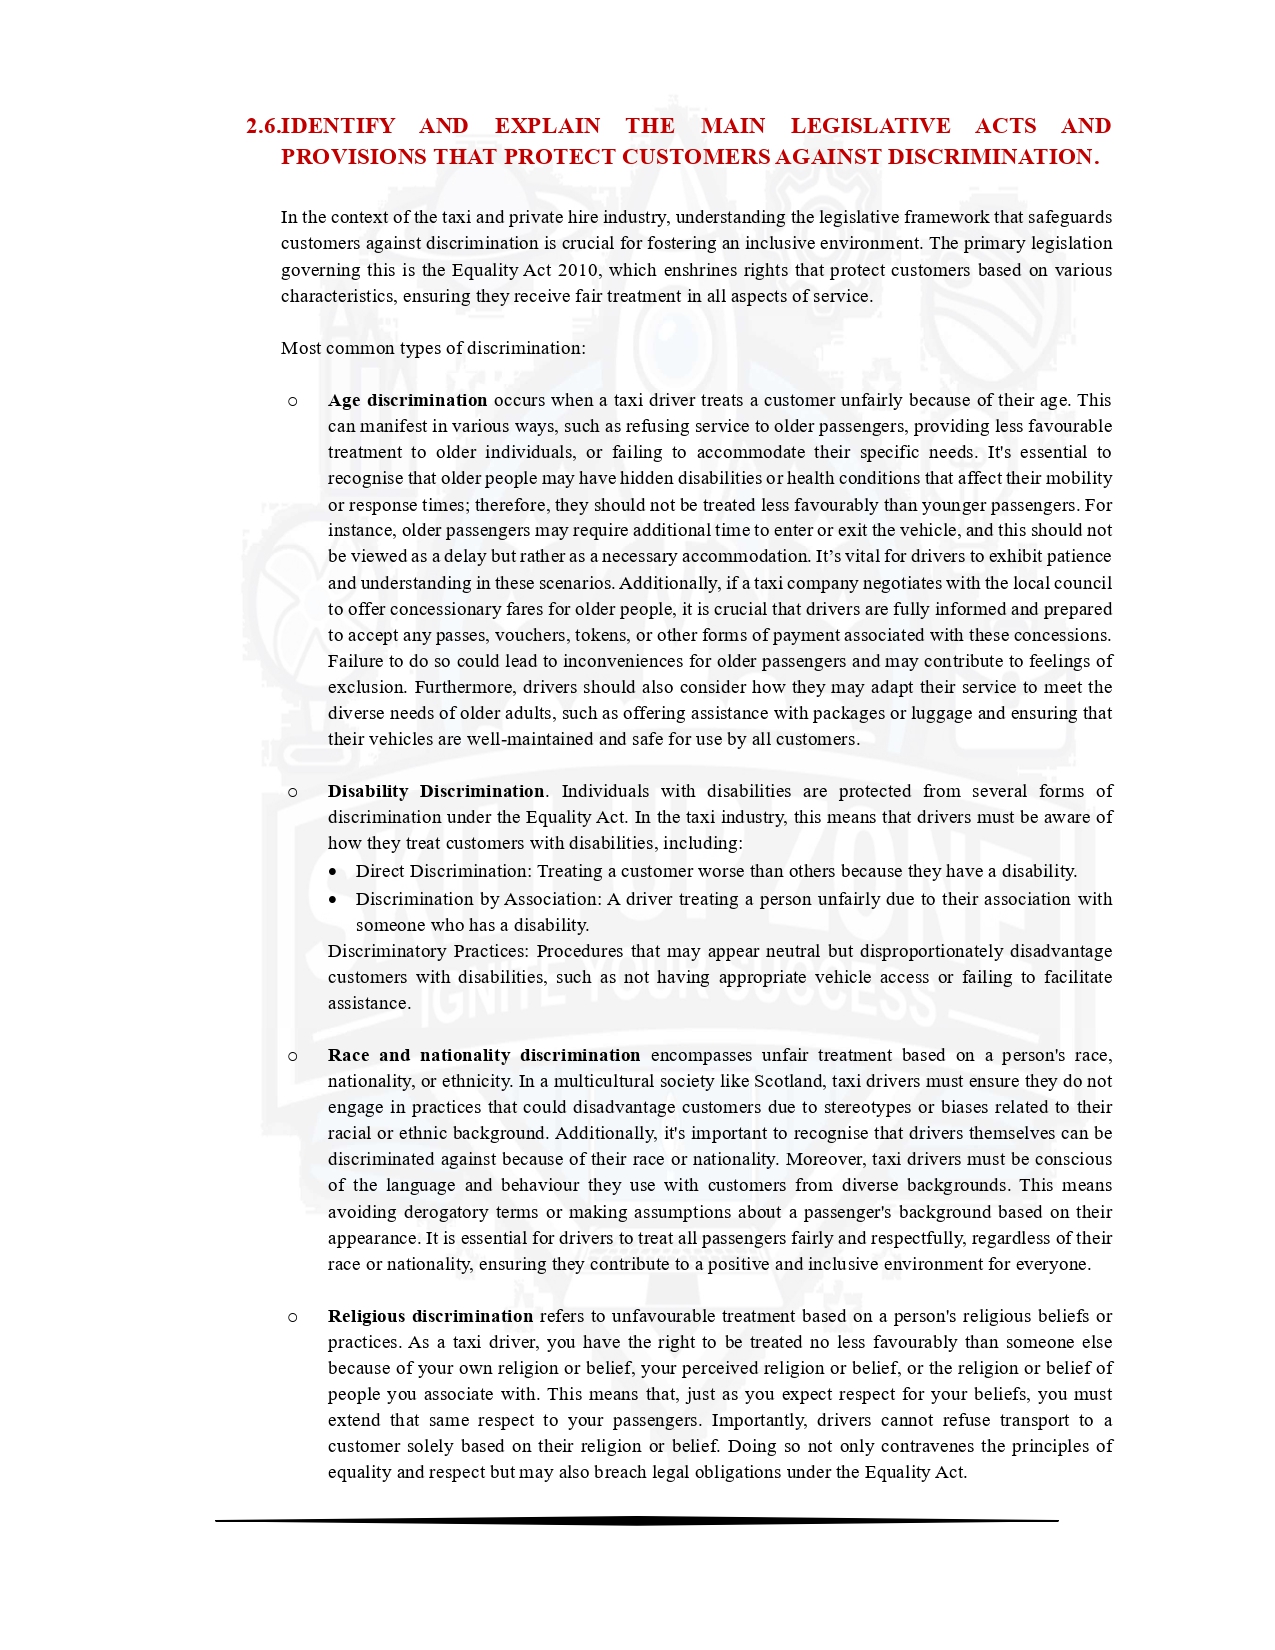 2.6.IDENTIFY AND EXPLAIN THE MAIN LEGISLATIVE ACTS AND
PROVISIONS THAT PROTECT CUSTOMERS AGAINST DISCRIMINATION.
In the context of the taxi and private hire industry, understanding the legislative framework that safeguards
customers against discrimination is crucial for fostering an inclusive environment. The primary legislation
governing this is the Equality Act 2010, which enshrines rights that protect customers based on various
characteristics, ensuring they receive fair treatment in all aspects of service.
Most common types of discrimination:
o Age discrimination occurs when a taxi driver treats a customer unfairly because of their age. This
can manifest in various ways, such as refusing service to older passengers, providing less favourable
treatment to older individuals, or failing to accommodate their specific needs. It's essential to
recognise that older people may have hidden disabilities or health conditions that affect their mobility
or response times; therefore, they should not be treated less favourably than younger passengers. For
instance, older passengers may require additional time to enter or exit the vehicle, and this should not
be viewed as a delay but rather as a necessary accommodation. It’s vital for drivers to exhibit patience
and understanding in these scenarios. Additionally, if a taxi company negotiates with the local council
to offer concessionary fares for older people, it is crucial that drivers are fully informed and prepared
to accept any passes, vouchers, tokens, or other forms of payment associated with these concessions.
Failure to do so could lead to inconveniences for older passengers and may contribute to feelings of
exclusion. Furthermore, drivers should also consider how they may adapt their service to meet the
diverse needs of older adults, such as offering assistance with packages or luggage and ensuring that
their vehicles are well-maintained and safe for use by all customers.
o Disability Discrimination. Individuals with disabilities are protected from several forms of
discrimination under the Equality Act. In the taxi industry, this means that drivers must be aware of
how they treat customers with disabilities, including:
• Direct Discrimination: Treating a customer worse than others because they have a disability.
• Discrimination by Association: A driver treating a person unfairly due to their association with
someone who has a disability.
Discriminatory Practices: Procedures that may appear neutral but disproportionately disadvantage
customers with disabilities, such as not having appropriate vehicle access or failing to facilitate
assistance.
o Race and nationality discrimination encompasses unfair treatment based on a person's race,
nationality, or ethnicity. In a multicultural society like Scotland, taxi drivers must ensure they do not
engage in practices that could disadvantage customers due to stereotypes or biases related to their
racial or ethnic background. Additionally, it's important to recognise that drivers themselves can be
discriminated against because of their race or nationality. Moreover, taxi drivers must be conscious
of the language and behaviour they use with customers from diverse backgrounds. This means
avoiding derogatory terms or making assumptions about a passenger's background based on their
appearance. It is essential for drivers to treat all passengers fairly and respectfully, regardless of their
race or nationality, ensuring they contribute to a positive and inclusive environment for everyone.
o Religious discrimination refers to unfavourable treatment based on a person's religious beliefs or
practices. As a taxi driver, you have the right to be treated no less favourably than someone else
because of your own religion or belief, your perceived religion or belief, or the religion or belief of
people you associate with. This means that, just as you expect respect for your beliefs, you must
extend that same respect to your passengers. Importantly, drivers cannot refuse transport to a
customer solely based on their religion or belief. Doing so not only contravenes the principles of
equality and respect but may also breach legal obligations under the Equality Act.
SKILL UP ZONE
IGNITE YOUR SUCCESS